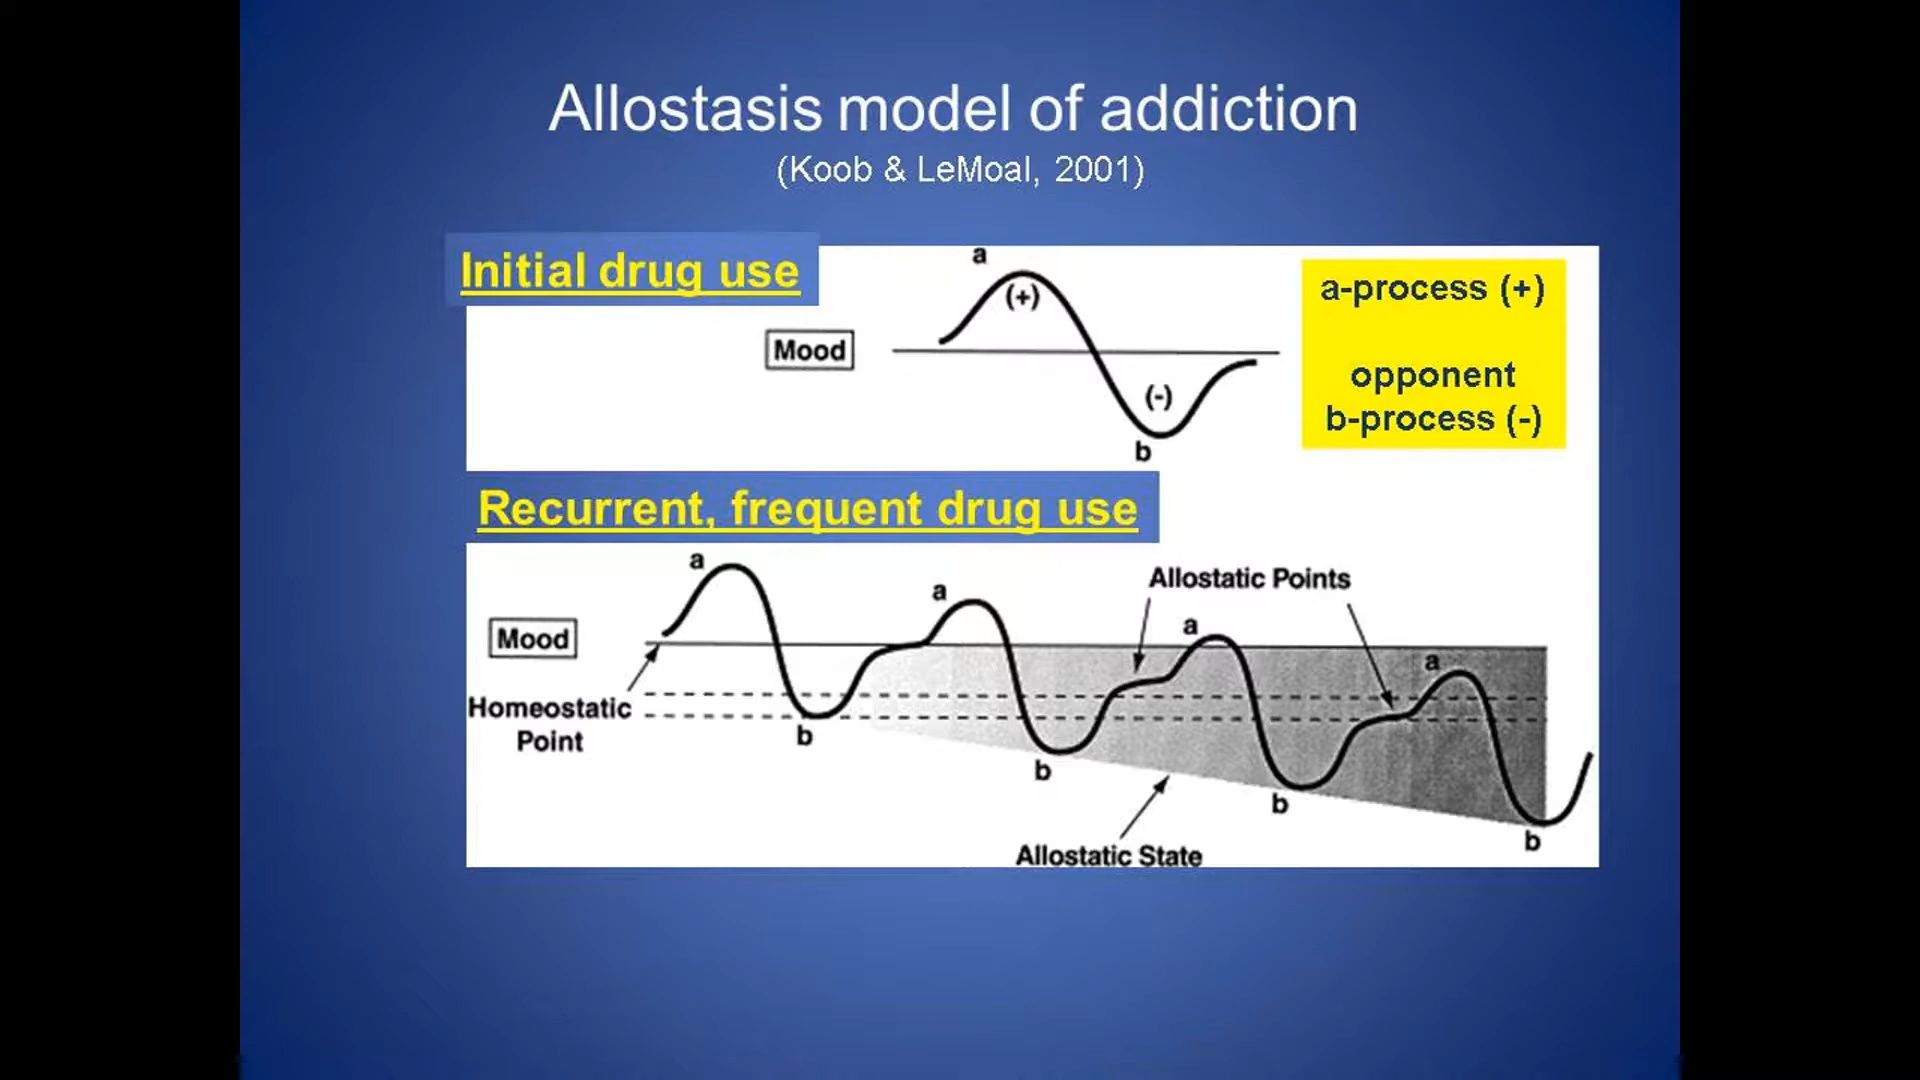 Allostasis model of addiction
(Koob & LeMoal, 2001)
Initial drug use
a
(+)
Mood
(-)
b
a-process (+)
opponent
b-process (-)
Recurrent, frequent drug use
a
a
Allostatic Points
a
Mood
a
Homeostatic
Point
b
b
b
b
Allostatic State